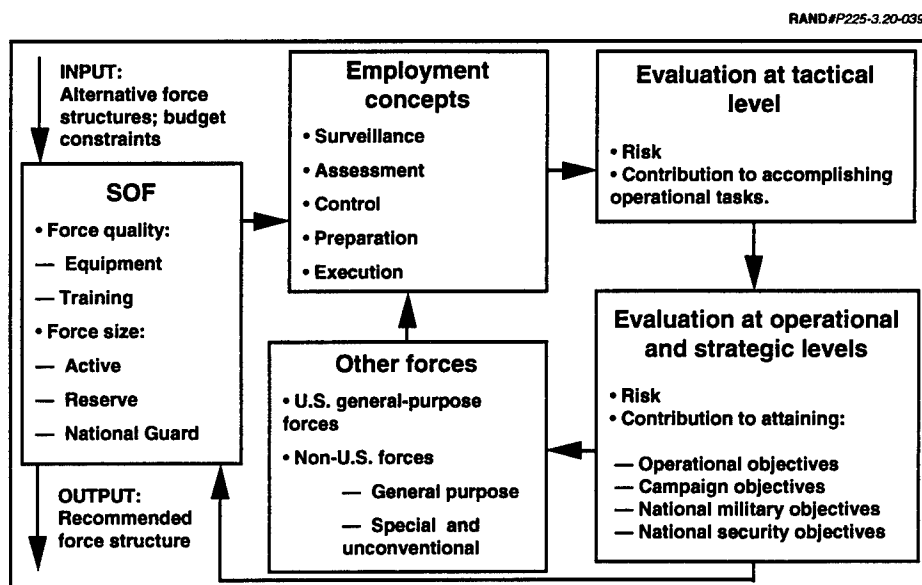 RAND#P225-3.20-039
INPUT:
Alternative force
structures; budget
constraints
SOF
• Force quality:
— Equipment
— Training
• Force size:
— Active
— Reserve
— National Guard
OUTPUT:
Recommended
force structure
Employment
concepts
• Surveillance
• Assessment
• Control
• Preparation
• Execution
Other forces
• U.S. general-purpose
forces
• Non-U.S. forces
— General purpose
— Special and
unconventional
Evaluation at tactical
level
• Risk
• Contribution to accomplishing
operational tasks.
Evaluation at operational
and strategic levels
• Risk
• Contribution to attaining:
— Operational objectives
— Campaign objectives
— National military objectives
— National security objectives